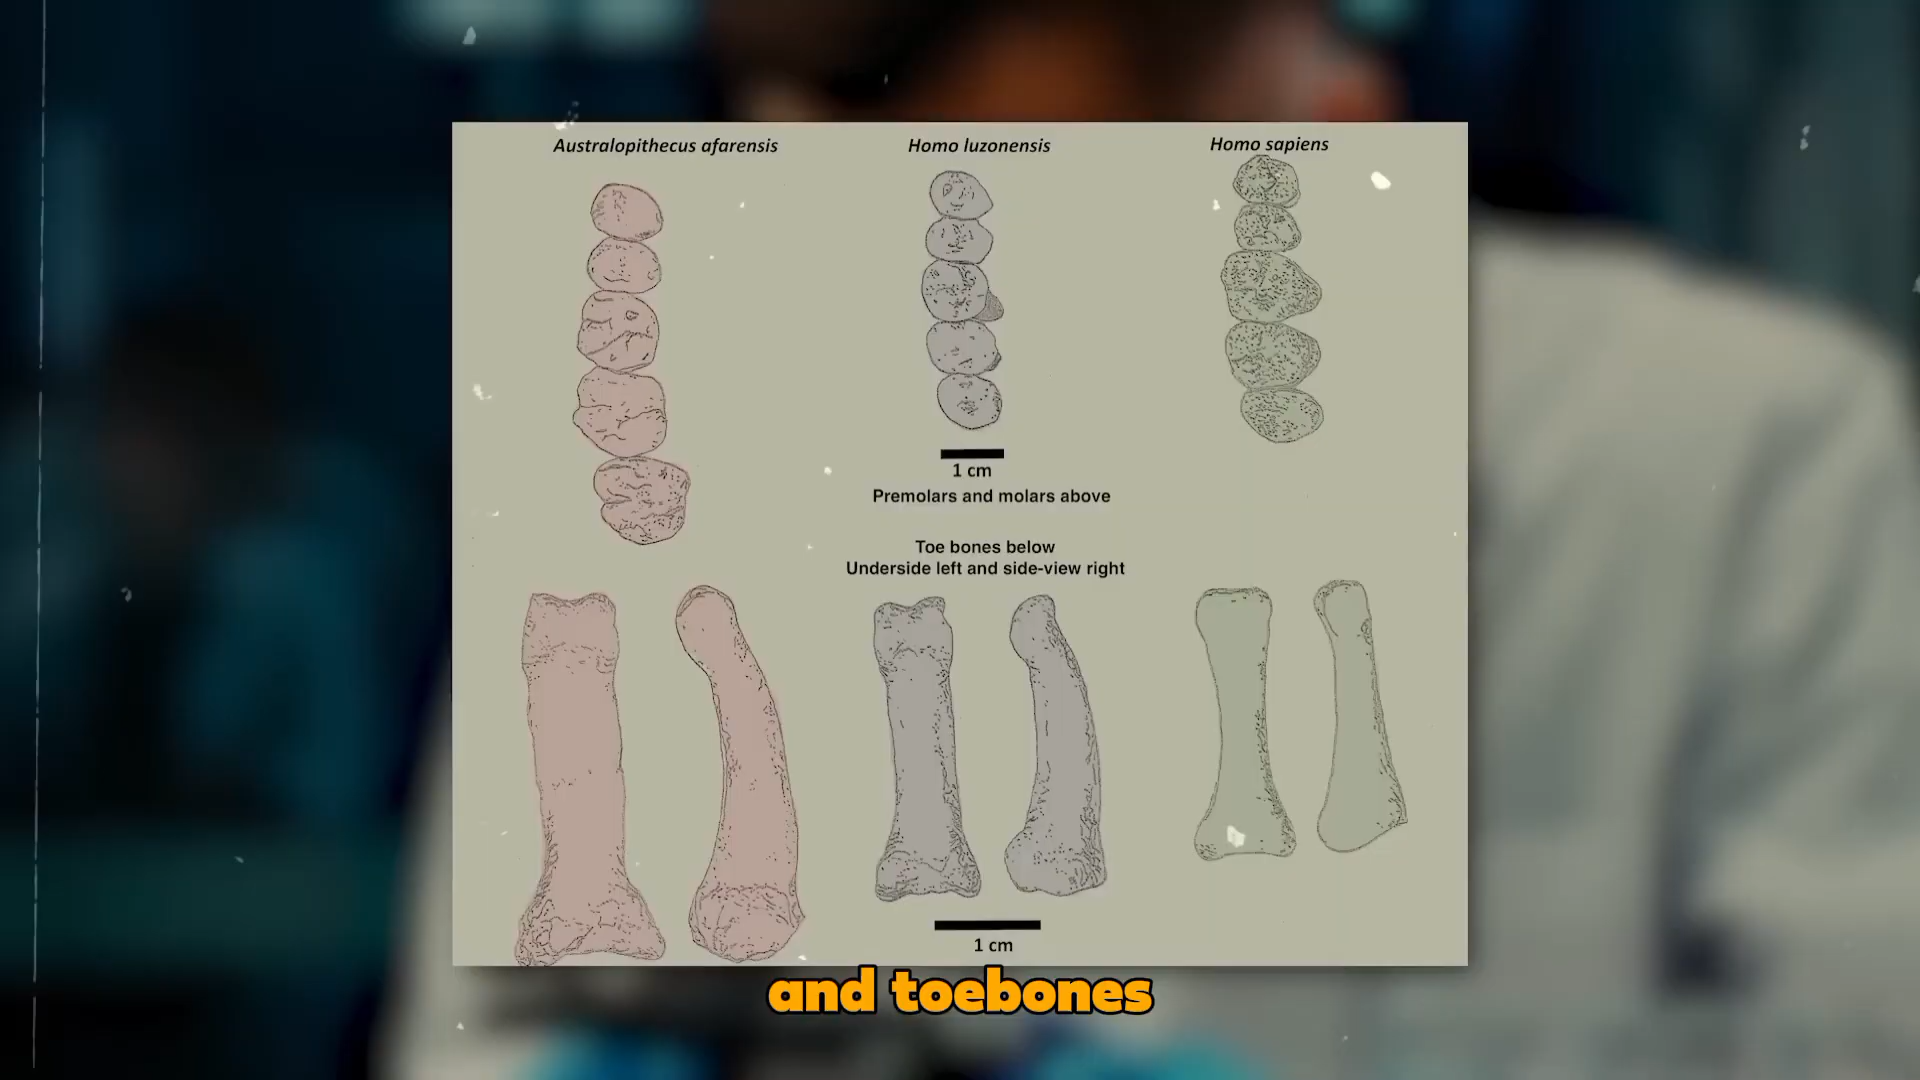 Australopithecus afarensis
Homo luzonensis
Homo sapiens
1 cm
Premolars and molars above
Toe bones below
Underside left and side-view right
1 cm
and toebones